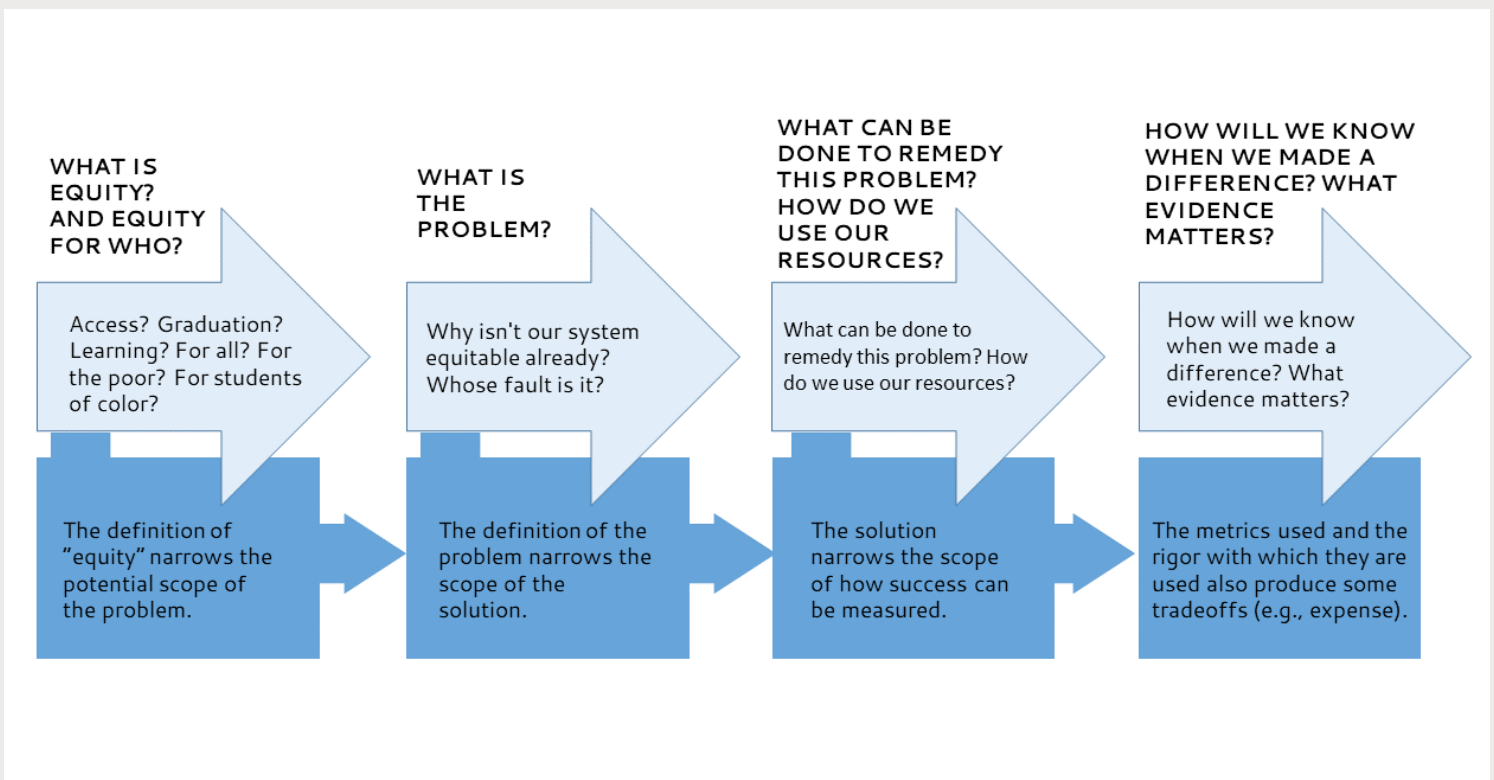 WHAT IS
EQUITY?
AND EQUITY
FOR WHO?
Access? Graduation?
Learning? For all? For
the poor? For students
of color?
The definition of
"equity" narrows the
potential scope of
the problem.
WHAT IS
THE
PROBLEM?
Why isn't our system
equitable already?
Whose fault is it?
The definition of the
problem narrows the
scope of the
solution.
WHAT CAN BE
DONE TO REMEDY
THIS PROBLEM?
HOW DO WE
USE OUR
RESOURCES?
What can be done to
remedy this problem? How
do we use our resources?
The solution
narrows the scope
of how success can
be measured.
HOW WILL WE KNOW
WHEN WE MADE A
DIFFERENCE? WHAT
EVIDENCE
MATTERS?
How will we know
when we made a
difference? What
evidence matters?
The metrics used and the
rigor with which they are
used also produce some
tradeoffs (e.g., expense).